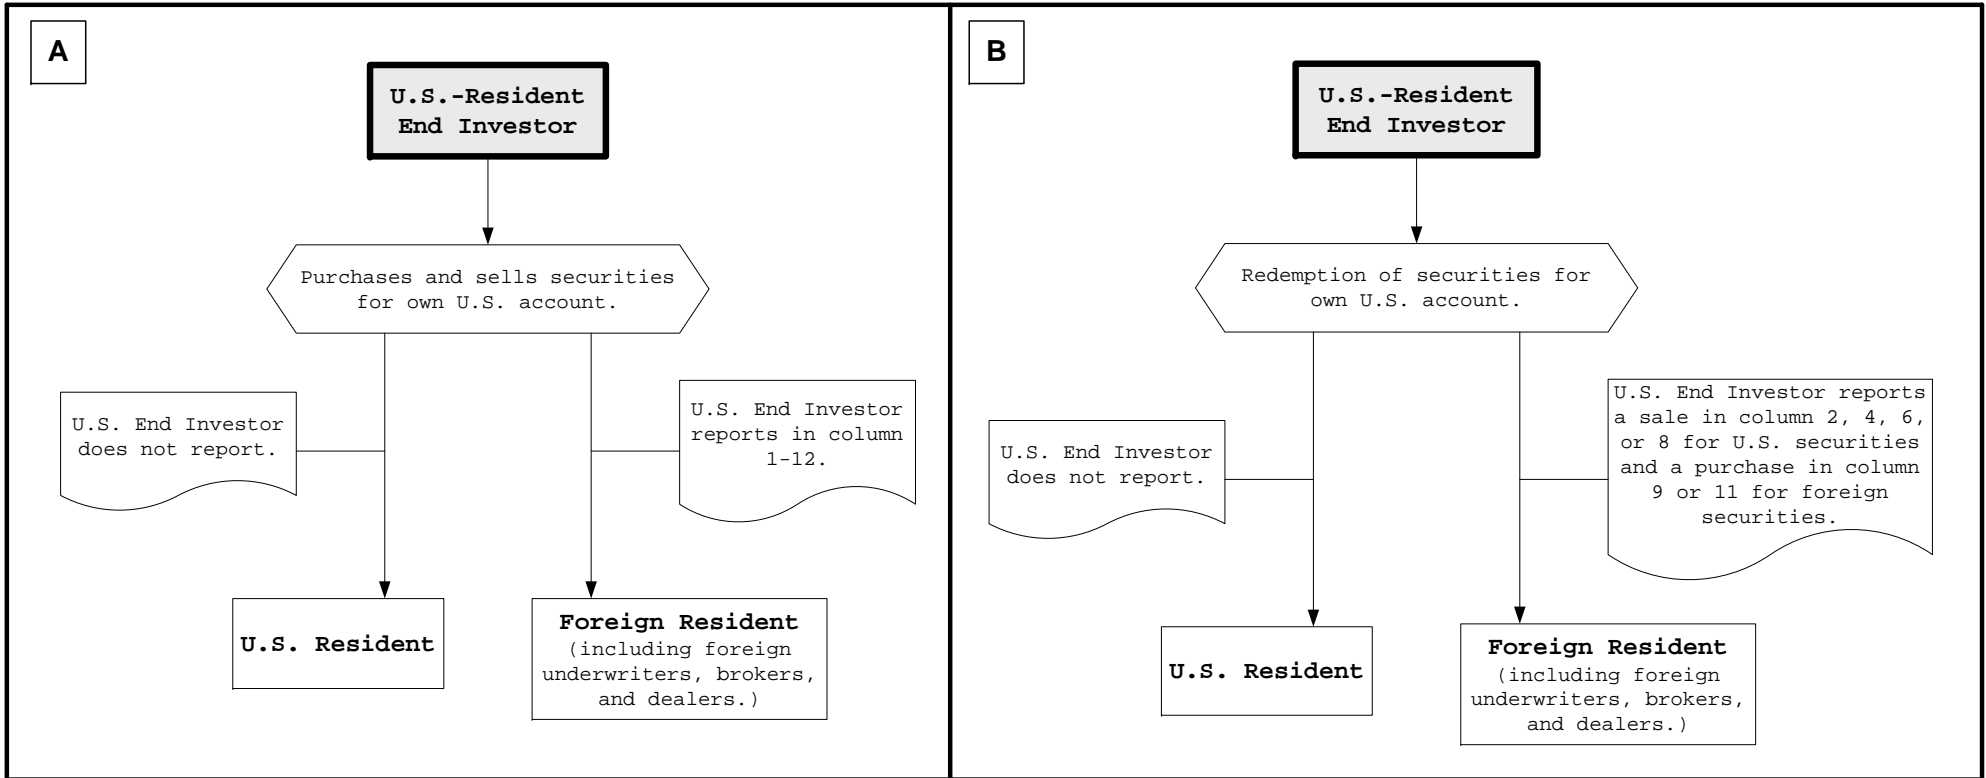 A
U.S.-Resident
End Investor
Purchases and sells securities
for own U.S. account.
U.S. End Investor
does not report.
U.S. End Investor
reports in column
1-12.
U.S. Resident
Foreign Resident
(including foreign
underwriters, brokers,
and dealers.)
B
U.S.-Resident
End Investor
Redemption of securities for
own U.S. account.
U.S. End Investor
does not report.
U.S. End Investor reports
a sale in column 2, 4, 6,
or 8 for U.S. securities
and a purchase in column
9 or 11 for foreign
securities.
U.S. Resident
Foreign Resident
(including foreign
underwriters, brokers,
and dealers.)